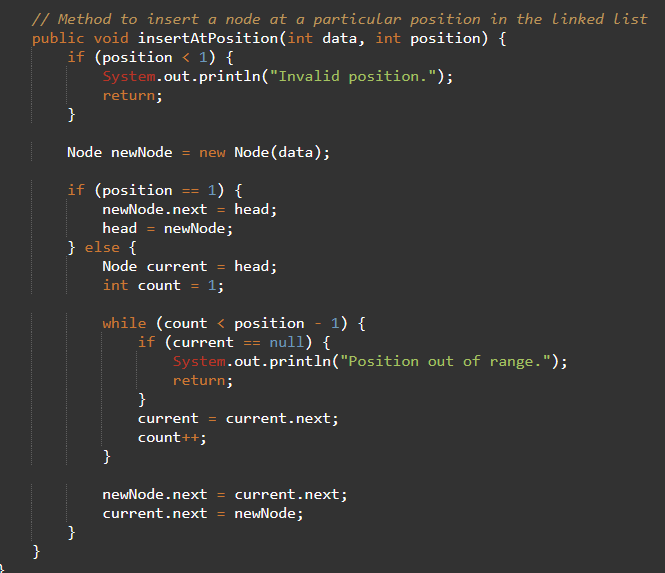 // Method to insert a node at a particular position in the linked list
public void insertAtPosition(int data, int position) {
if (position < 1) {
System.out.println("Invalid position.");
return;
}
Node newNode = new Node(data);
if (position == 1) {
newNode.next = head;
head = newNode;
} else {
Node current = head;
int count = 1;
while (count < position - 1) {
if (current == null) {
System.out.println("Position out of range.");
return;
}
current = current.next;
count++;
}
newNode.next = current.next;
current.next = newNode;
}
}
}